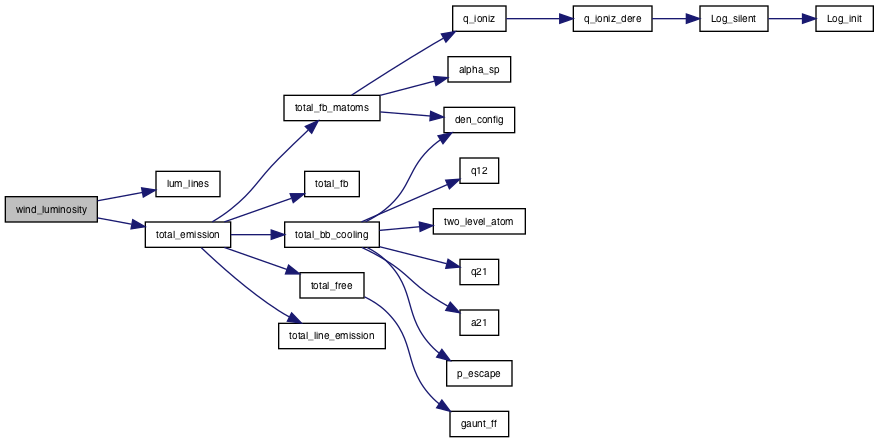 wind_luminosity
lum_lines
total_emission
total_fb_matoms
total_fb
total_bb_cooling
total_free
total_line_emission
q_ioniz
alpha_sp
den_config
q12
two_level_atom
q21
a21
p_escape
gaunt_ff
q_ioniz_dere
Log_silent
Log_init